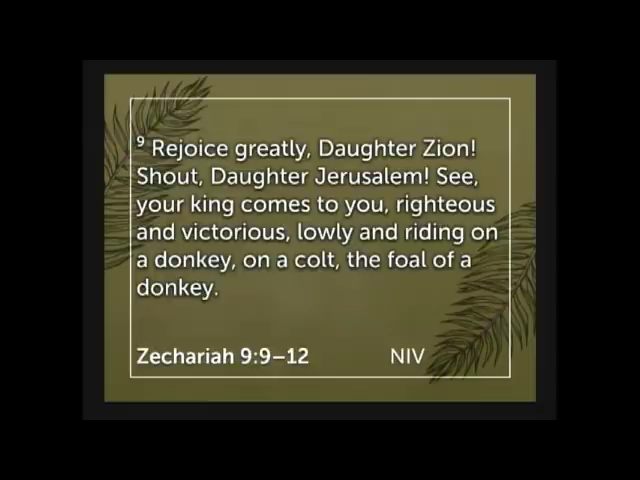 9 Rejoice greatly, Daughter Zion!
Shout, Daughter Jerusalem! See,
your king comes to you, righteous
and victorious, lowly and riding on
a donkey, on a colt, the foal of a
donkey.
Zechariah 9:9–12 NIV